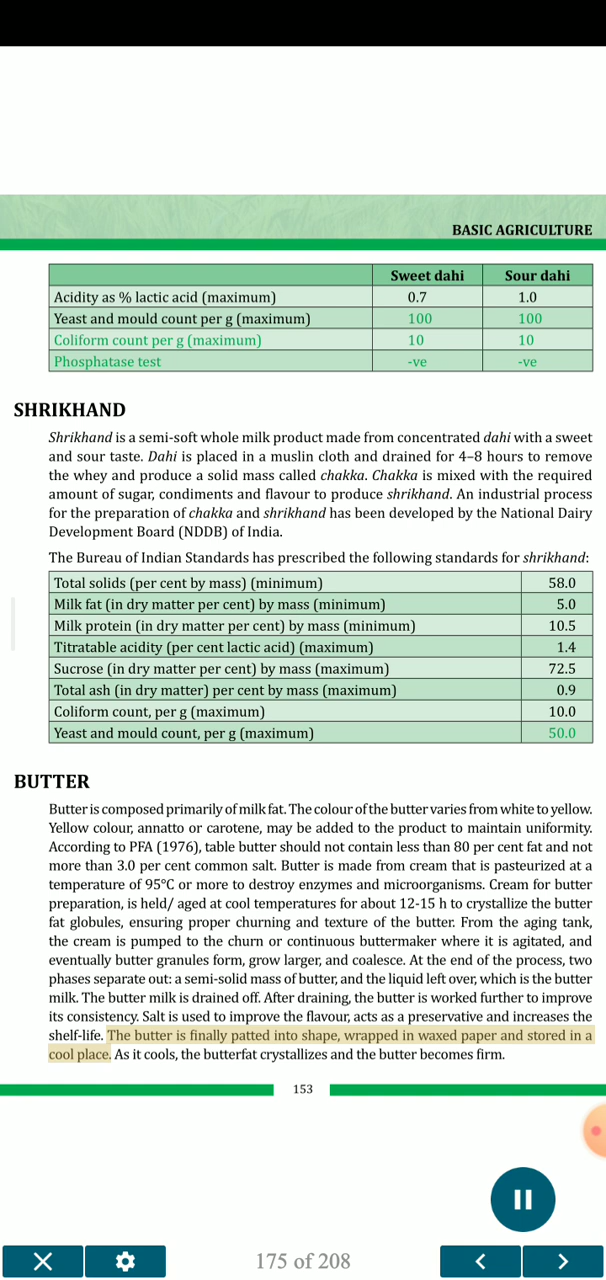 BASIC AGRICULTURE
Sweet dahi Sour dahi
Acidity as % lactic acid (maximum) 0.7 1.0
Yeast and mould count per g (maximum) 100 100
Coliform count per g (maximum) 10 10
Phosphatase test -ve -ve
SHRIKHAND
Shrikhand is a semi-soft whole milk product made from concentrated dahi with a sweet
and sour taste. Dahi is placed in a muslin cloth and drained for 4–8 hours to remove
the whey and produce a solid mass called chakka. Chakka is mixed with the required
amount of sugar, condiments and flavour to produce shrikhand. An industrial process
for the preparation of chakka and shrikhand has been developed by the National Dairy
Development Board (NDDB) of India.
The Bureau of Indian Standards has prescribed the following standards for shrikhand:
Total solids (per cent by mass) (minimum) 58.0
Milk fat (in dry matter per cent) by mass (minimum) 5.0
Milk protein (in dry matter per cent) by mass (minimum) 10.5
Titratable acidity (per cent lactic acid) (maximum) 1.4
Sucrose (in dry matter per cent) by mass (maximum) 72.5
Total ash (in dry matter) per cent by mass (maximum) 0.9
Coliform count, per g (maximum) 10.0
Yeast and mould count, per g (maximum) 50.0
BUTTER
Butter is composed primarily of milk fat. The colour of the butter varies from white to yellow.
Yellow colour, annatto or carotene, may be added to the product to maintain uniformity.
According to PFA (1976), table butter should not contain less than 80 per cent fat and not
more than 3.0 per cent common salt. Butter is made from cream that is pasteurized at a
temperature of 95°C or more to destroy enzymes and microorganisms. Cream for butter
preparation, is held/ aged at cool temperatures for about 12-15 h to crystallize the butter
fat globules, ensuring proper churning and texture of the butter. From the aging tank,
the cream is pumped to the churn or continuous buttermaker where it is agitated, and
eventually butter granules form, grow larger, and coalesce. At the end of the process, two
phases separate out: a semi-solid mass of butter, and the liquid left over, which is the butter
milk. The butter milk is drained off. After draining, the butter is worked further to improve
its consistency. Salt is used to improve the flavour, acts as a preservative and increases the
shelf-life. The butter is finally patted into shape, wrapped in waxed paper and stored in a
cool place. As it cools, the butterfat crystallizes and the butter becomes firm.
153
175 of 208